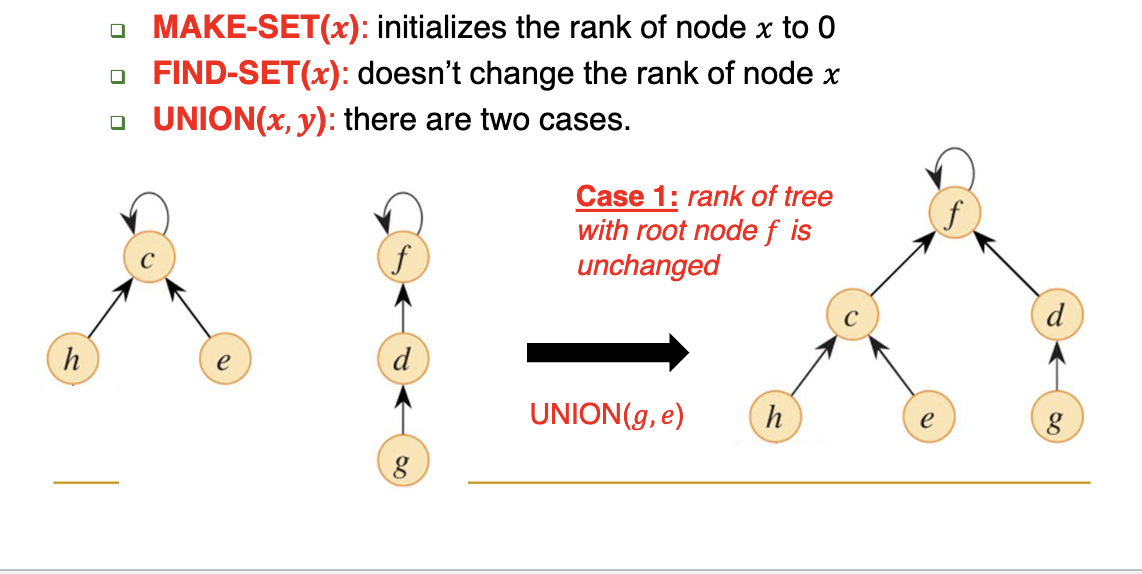 ❑ MAKE-SET(x): initializes the rank of node x to 0
❑ FIND-SET(x): doesn’t change the rank of node x
❑ UNION(x, y): there are two cases.
Case 1: rank of tree
with root node f is
unchanged
c
h
e
f
d
g
UNION(g, e)
f
c
d
h
e
g